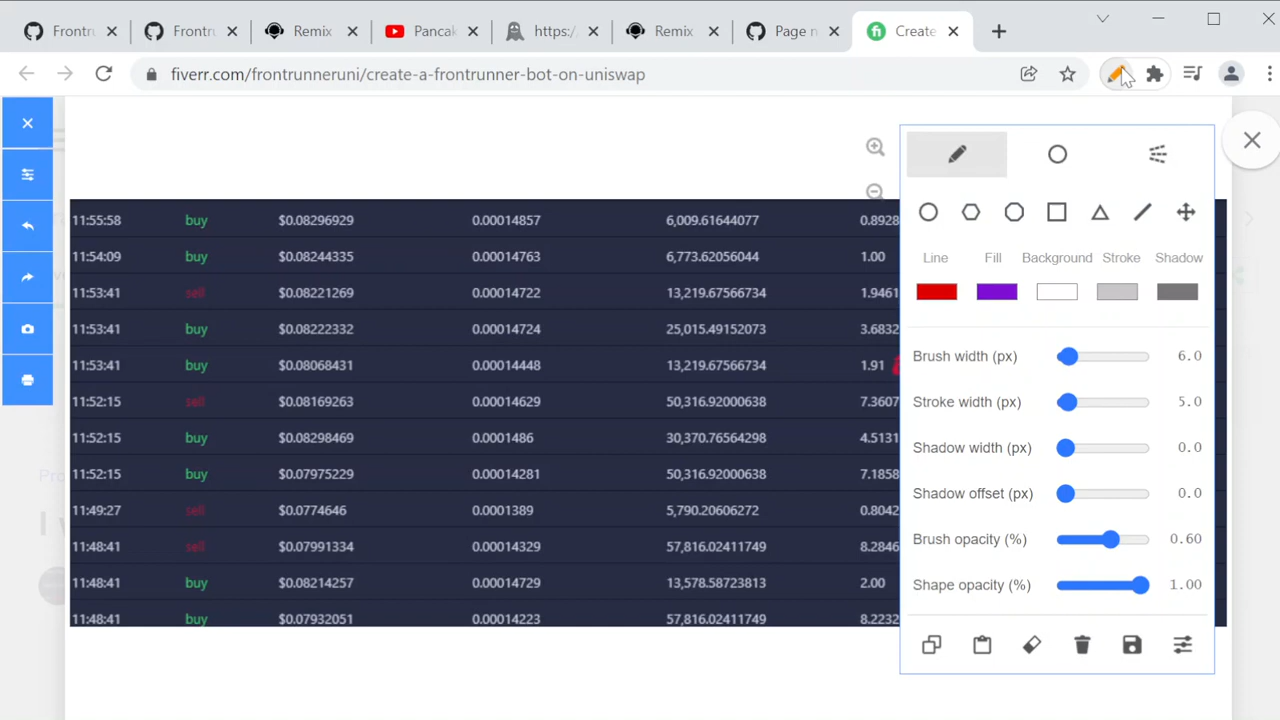 Frontru
Frontru
Remix
Pancak
https:/
Remix
Page n
Create
fiverr.com/frontrunneruni/create-a-frontrunner-bot-on-uniswap
11:55:58 buy $0.08296929 0.00014857 6,009.61644077 0.8928
11:54:09 buy $0.08244335 0.00014763 6,773.62056044 1.00
11:53:41 sell $0.08221269 0.00014722 13,219.67566734 1.9461
11:53:41 buy $0.08222332 0.00014724 25,015.49152073 3.6832
11:53:41 buy $0.08068431 0.00014448 13,219.67566734 1.91
11:52:15 sell $0.08169263 0.00014629 50,316.92000638 7.3607
11:52:15 buy $0.08298469 0.0001486 30,370.76564298 4.5131
11:52:15 buy $0.07975229 0.00014281 50,316.92000638 7.1858
11:49:27 sell $0.0774646 0.0001389 5,790.20606272 0.8042
11:48:41 sell $0.07991334 0.00014329 57,816.02411749 8.2846
11:48:41 buy $0.08214257 0.00014729 13,578.58723813 2.00
11:48:41 buy $0.07932051 0.00014223 57,816.02411749 8.2232
Line Fill Background Stroke Shadow
Brush width (px) 6.0
Stroke width (px) 5.0
Shadow width (px) 0.0
Shadow offset (px) 0.0
Brush opacity (%) 0.60
Shape opacity (%) 1.00